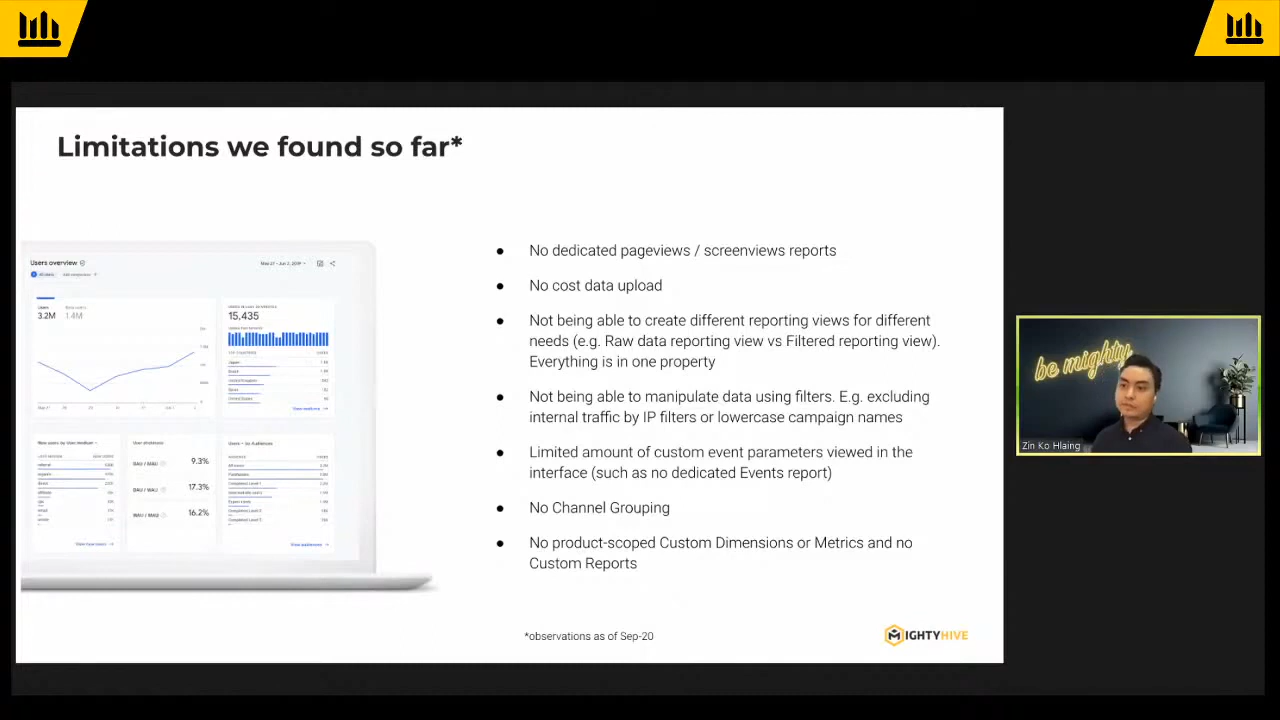 Limitations we found so far*
● No dedicated pageviews / screenviews reports
● No cost data upload
● Not being able to create different reporting views for different
needs (e.g. Raw data reporting view vs Filtered reporting view).
Everything is in one property
● Not being able to manipulate data using filters. E.g. excluding
internal traffic by IP filters or lowercase campaign names
● Limited amount of custom event parameters viewed in the
interface (such as no dedicated Events report)
● No Channel Grouping
● No product-scoped Custom Dimensions or Metrics and no
Custom Reports
*observations as of Sep-20
MIGHTYHIVE
Users overview
Users
3.2M
1.4M
15,435
9.3%
17.3%
16.2%
be mighty
Zin Ko Hlaing